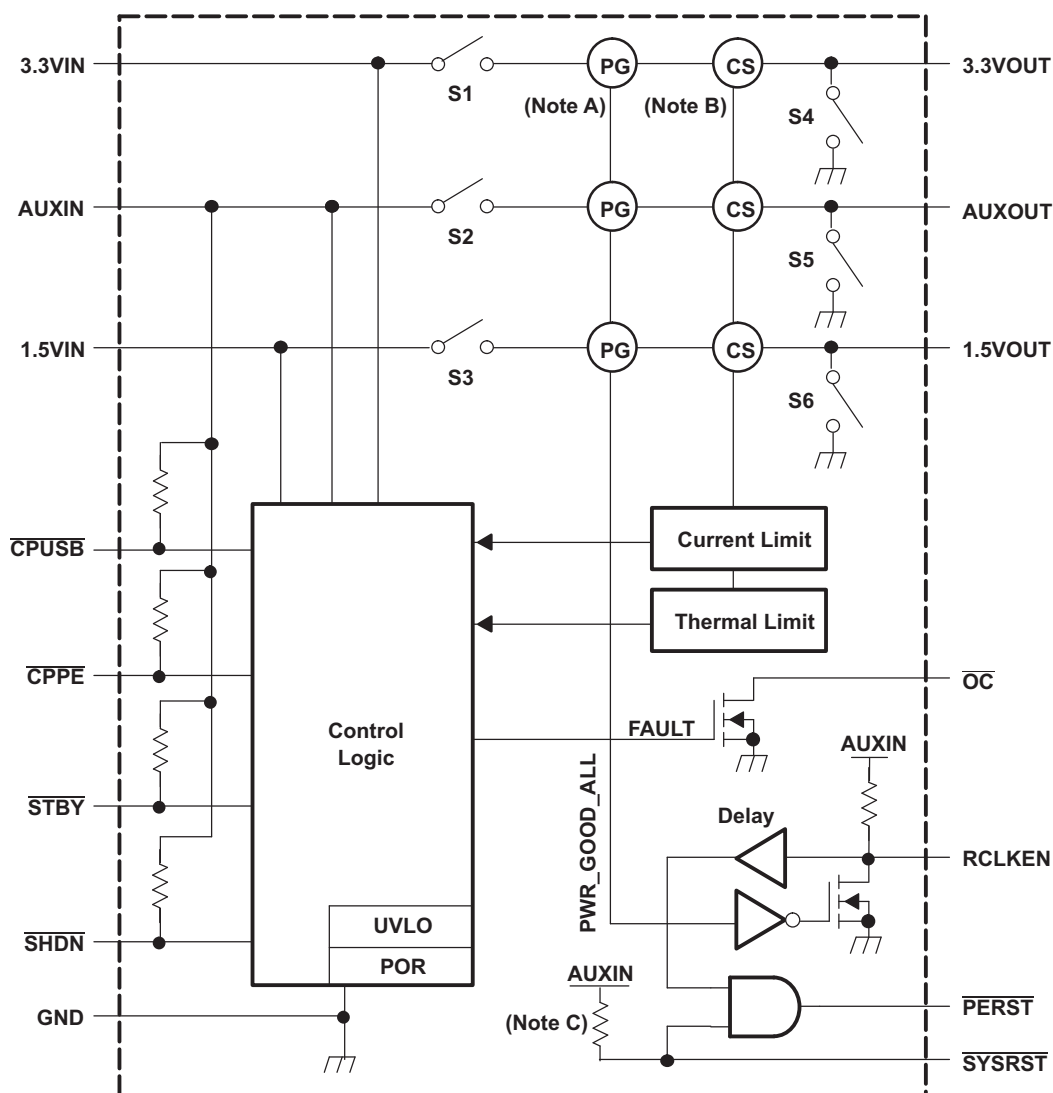 3.3VIN
S1
PG
CS
3.3VOUT
(Note A)
(Note B)
S4
AUXIN
S2
PG
CS
AUXOUT
S5
1.5VIN
S3
PG
CS
1.5VOUT
S6
CPUSB
Current Limit
Thermal Limit
CPPE
OC
Control
Logic
FAULT
AUXIN
STBY
PWR_GOOD_ALL
Delay
RCLKEN
UVLO
SHDN
POR
AUXIN
GND
(Note C)
PERST
SYSRST